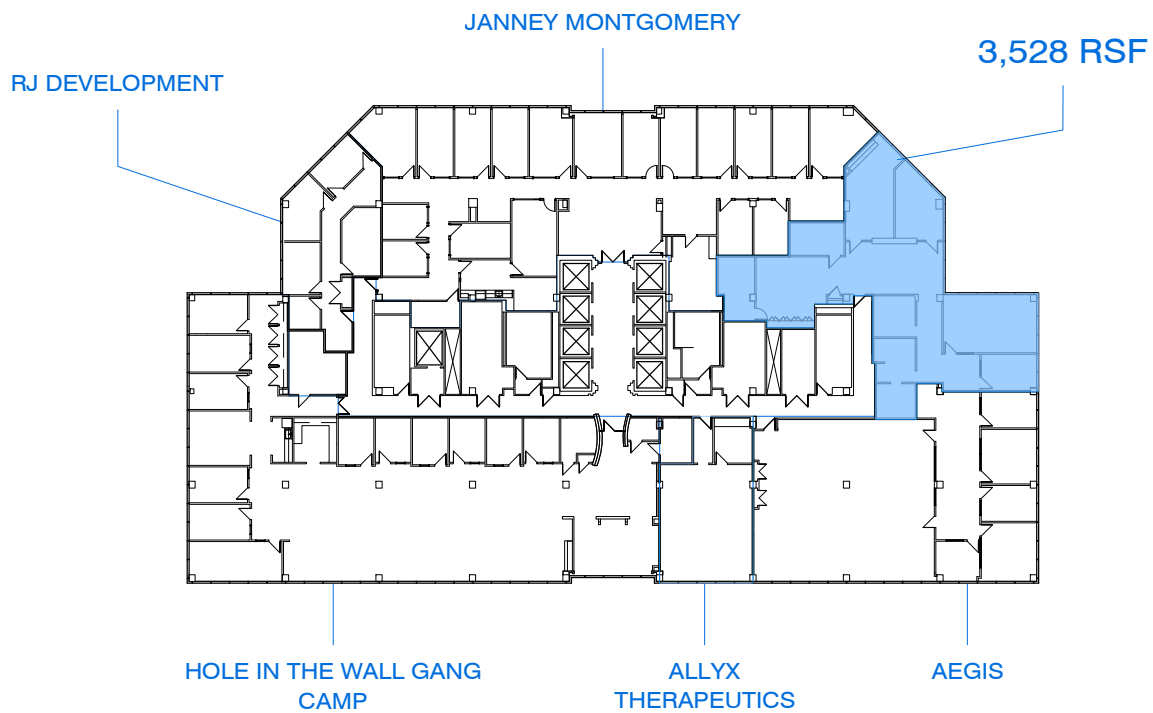 JANNEY MONTGOMERY
3,528 RSF
RJ DEVELOPMENT
HOLE IN THE WALL GANG
CAMP
ALLYX
THERAPEUTICS
AEGIS